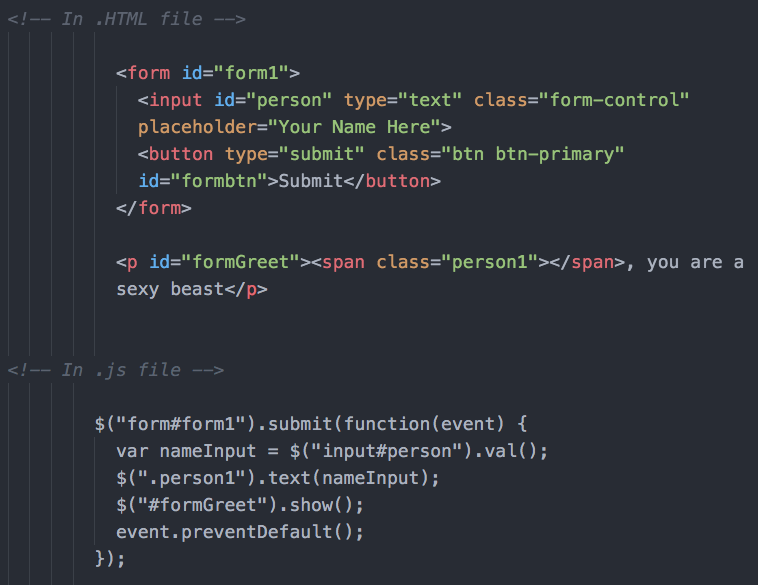 <!-- In .HTML file -->
<form id="form1">
<input id="person" type="text" class="form-control"
placeholder="Your Name Here">
<button type="submit" class="btn btn-primary"
id="formbtn">Submit</button>
</form>
<p id="formGreet"><span class="person1"></span>, you are a
sexy beast</p>
<!-- In .js file -->
$("form#form1").submit(function(event) {
var nameInput = $("input#person").val();
$(".person1").text(nameInput);
$("#formGreet").show();
event.preventDefault();
});